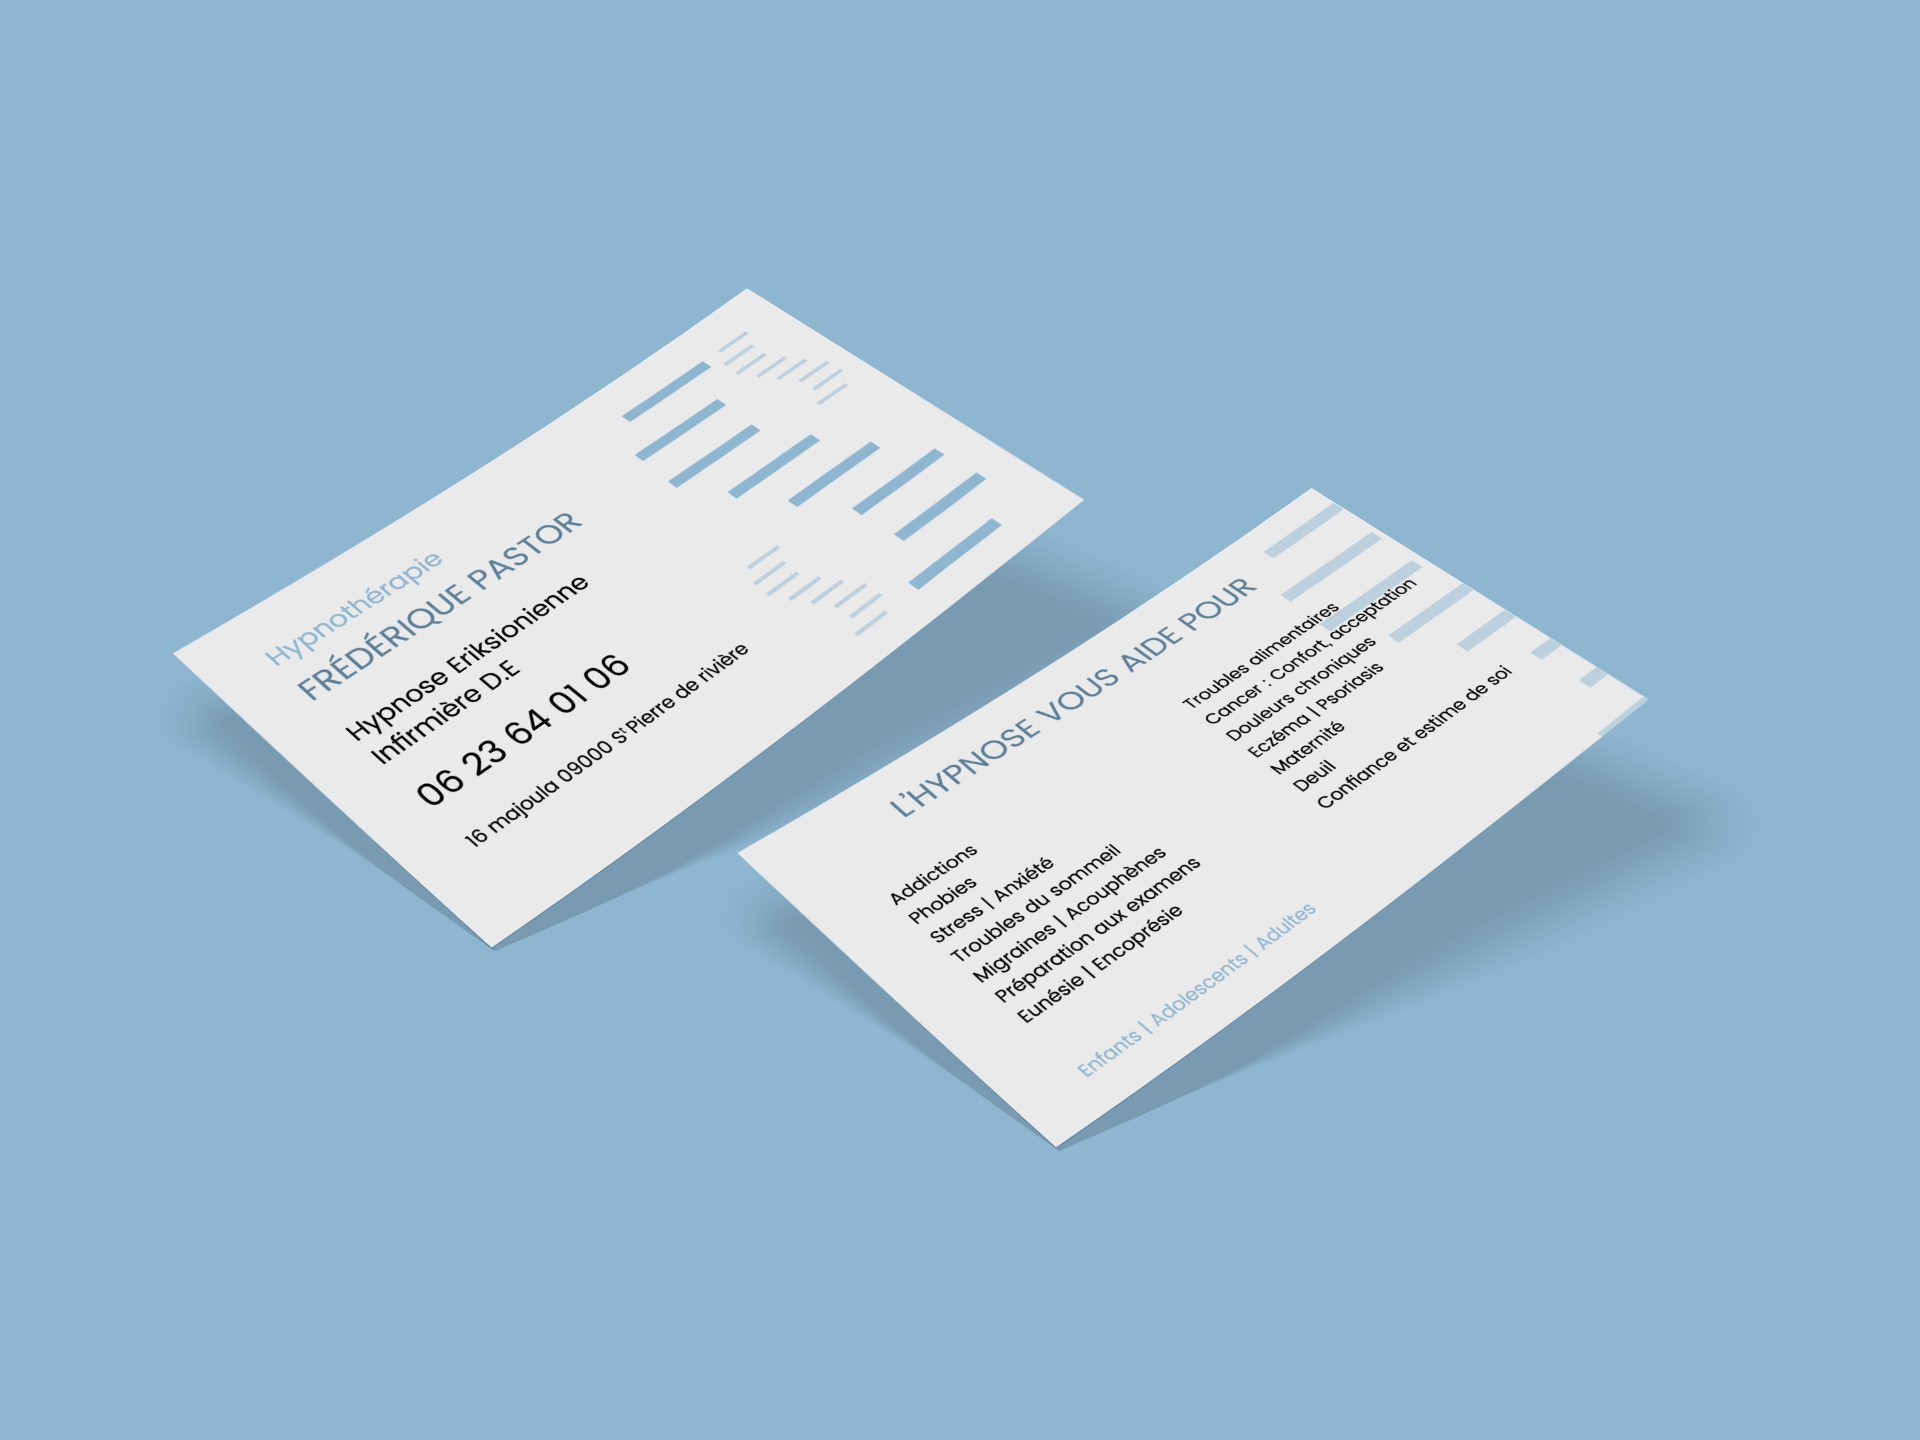 Hypnothérapie
FRÉDÉRIQUE PASTOR
Hypnose Eriksionienne
Infirmière D.E
06 23 64 01 06
16 majoula 09000 St Pierre de rivière
L'HYPNOSE VOUS AIDE POUR
Addictions
Phobies
Stress | Anxiété
Troubles du sommeil
Migraines | Acouphènes
Préparation aux examens
Eunésie | Encoprésie
Troubles alimentaires
Cancer : Confort, acceptation
Douleurs chroniques
Eczéma | Psoriasis
Maternité
Deuil
Confiance et estime de soi
Enfants | Adolescents | Adultes